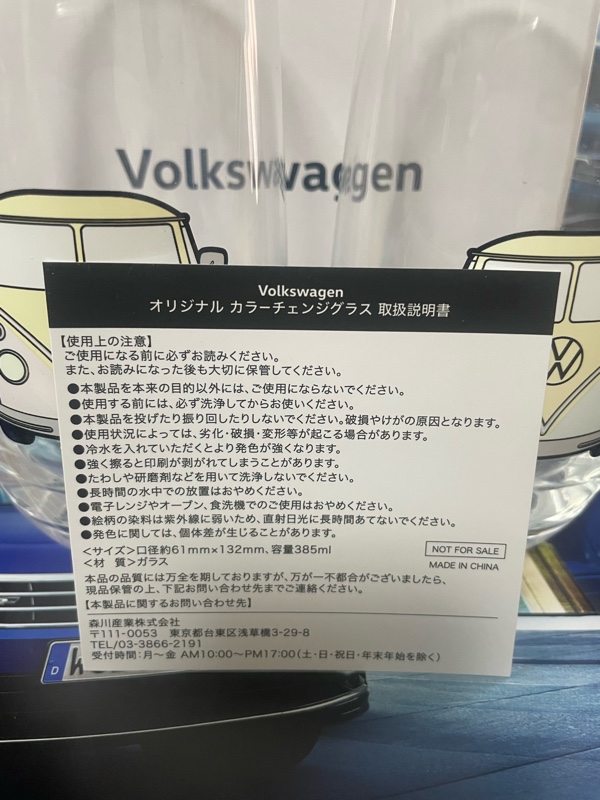 Volkswagen
Volkswagen
オリジナル カラーチェンジグラス 取扱説明書
【使用上の注意】
ご使用になる前に必ずお読みください。
また、お読みになった後も大切に保管してください。
●本製品を本来の目的以外には、ご使用にならないでください。
●使用する前には、必ず洗浄してからお使いください。
●本製品を投げたり振り回したりしないでください。破損やけがの原因となります。
●使用状況によっては、劣化・破損・変形等が起こる場合があります。
●冷水を入れていただくとより発色が強くなります。
●強く擦ると印刷が剥がれてしまうことがあります。
●たわしや研磨剤などを用いて洗浄しないでください。
●長時間の水中での放置はおやめください。
●電子レンジやオーブン、食洗機でのご使用はおやめください。
●絵柄の染料は紫外線に弱いため、直射日光に長時間あてないでください。
●発色に関しては、個体差が生じることがあります。
<サイズ>口径約61mm×132mm、容量385ml
<材　質>ガラス
NOT FOR SALE
MADE IN CHINA
本品の品質には万全を期しておりますが、万が一不都合がございましたら、
現品保管の上、下記お問い合わせ先までご連絡ください。
【本製品に関するお問い合わせ先】
森川産業株式会社
〒111-0053　東京都台東区浅草橋3-29-8
TEL/03-3866-2191
受付時間:月～金 AM10:00～PM17:00(土・日・祝日・年末年始を除く)
D